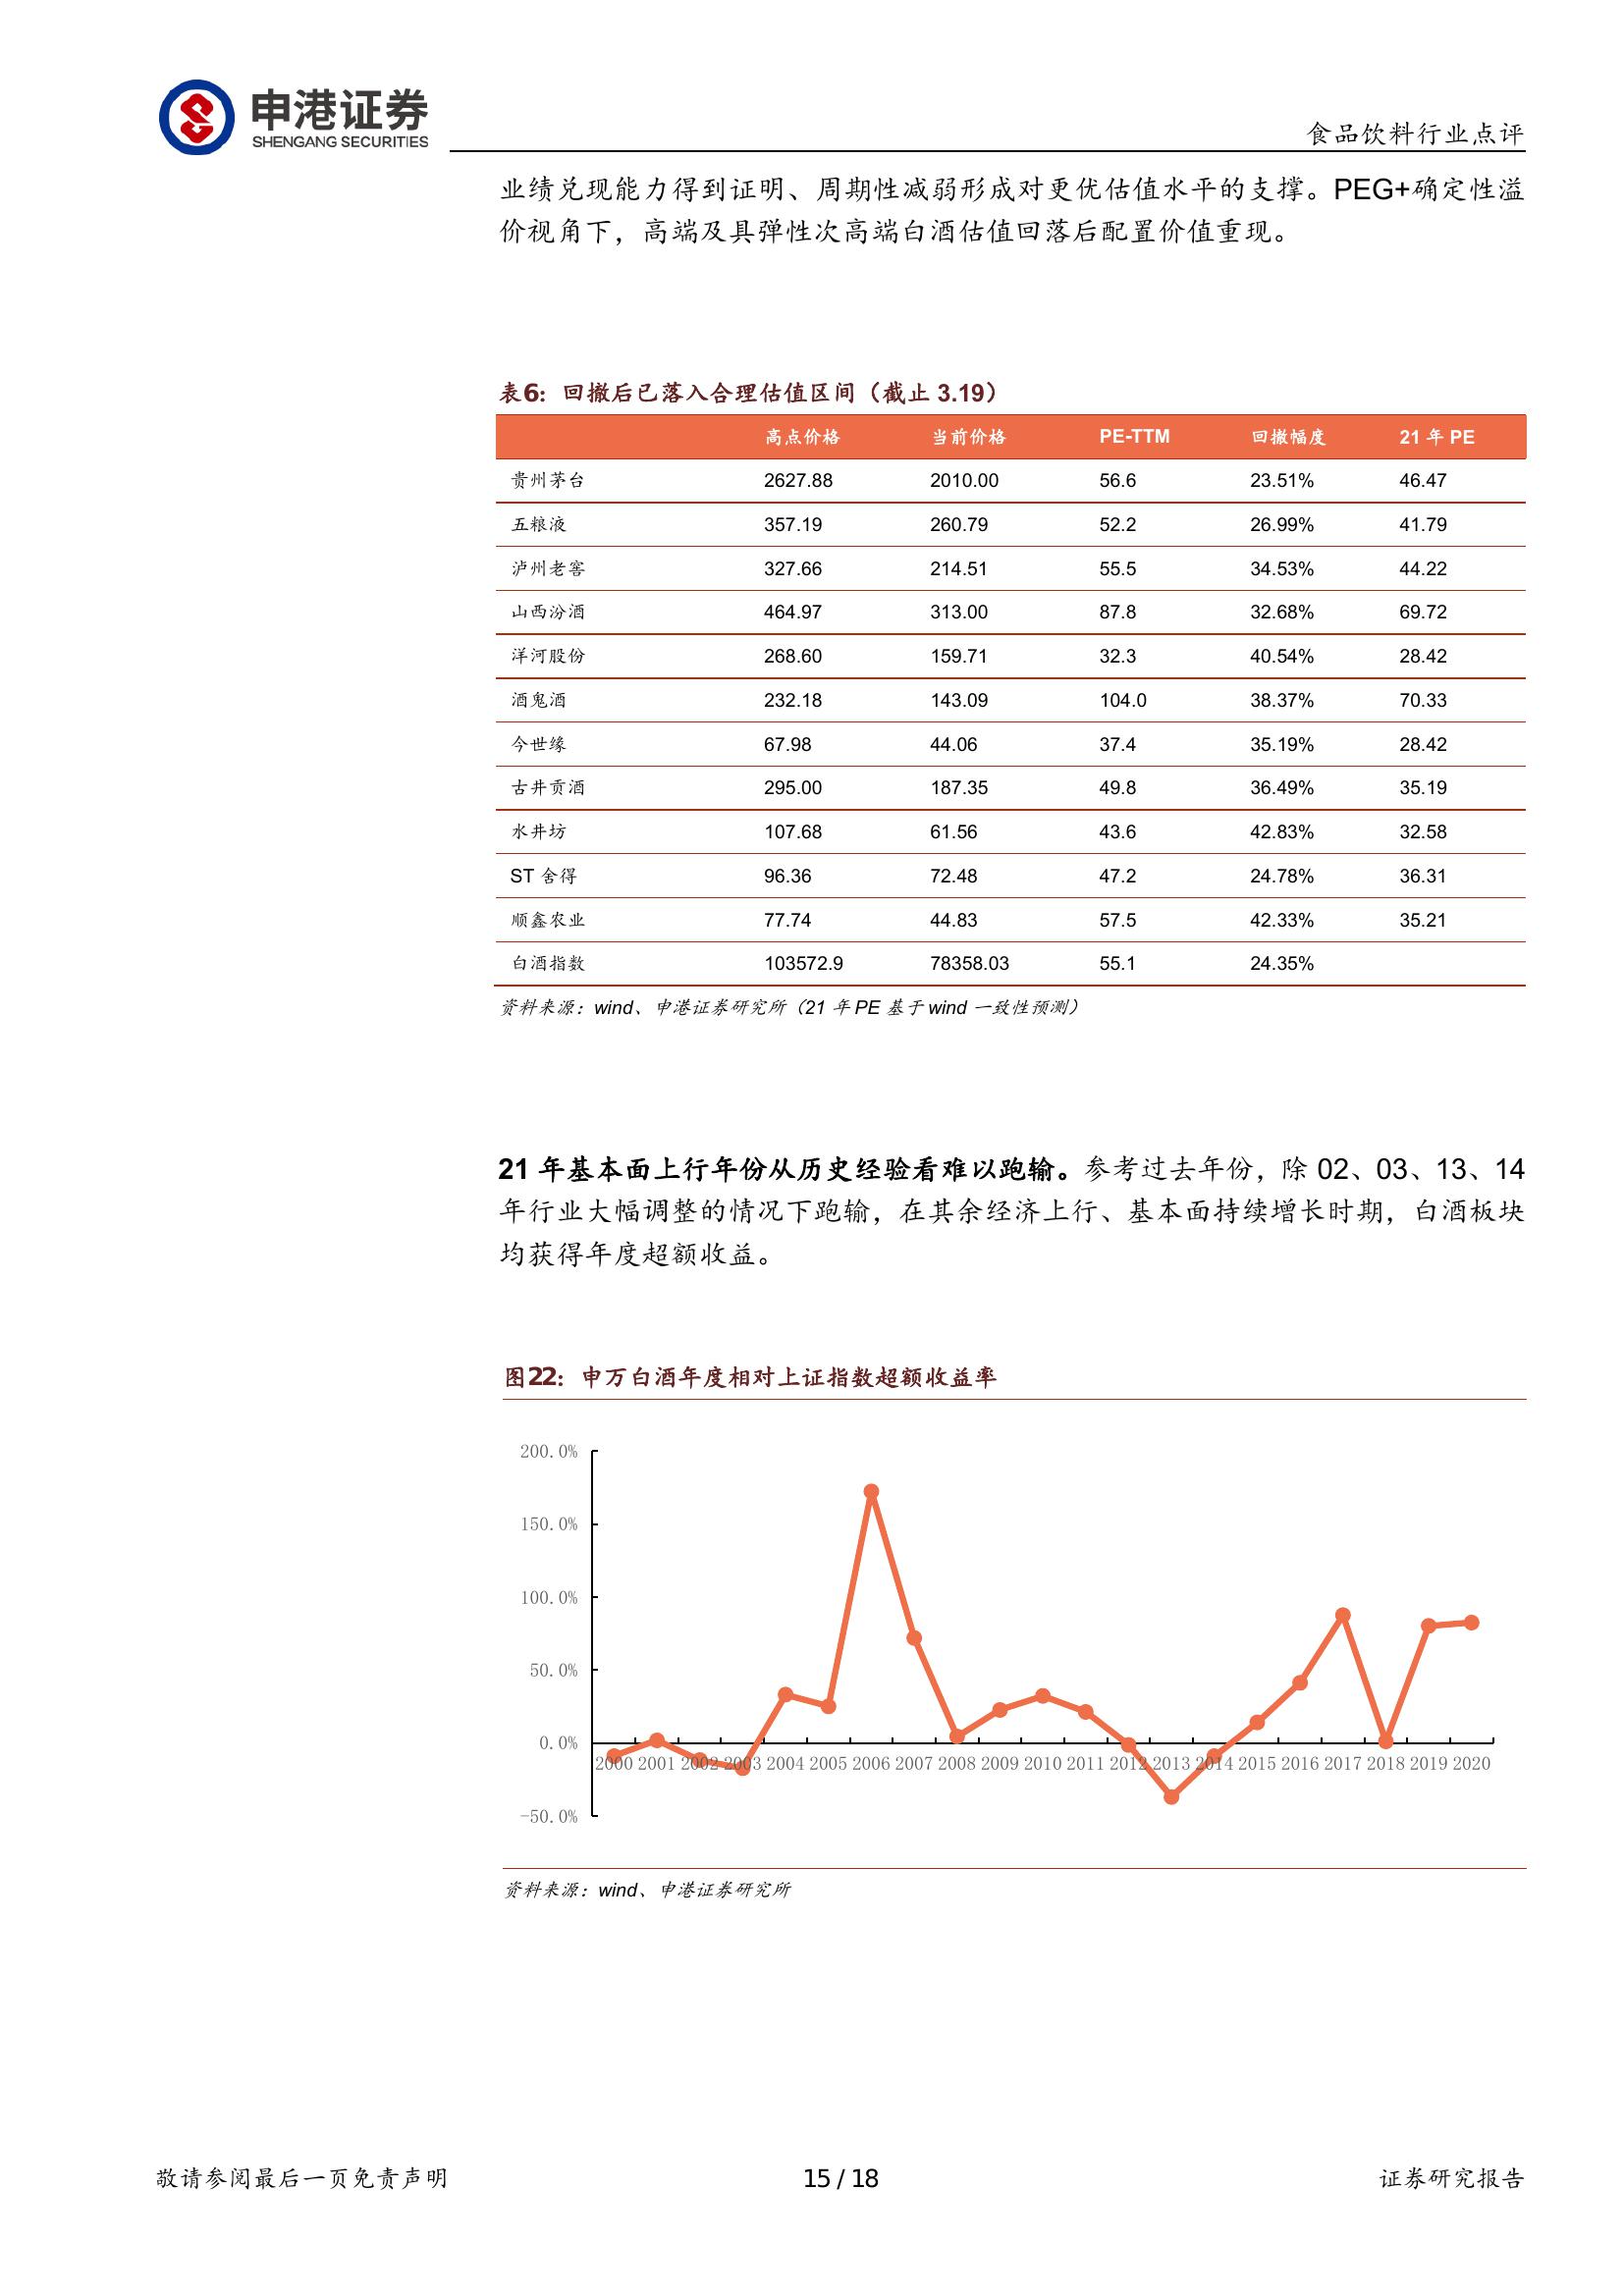 申港证券
SHENGANG SECURITIES
食品饮料行业点评
业绩兑现能力得到证明、周期性减弱形成对更优估值水平的支撑。PEG+确定性溢
价视角下，高端及具弹性次高端白酒估值回落后配置价值重现。
表6：回撤后已落入合理估值区间（截止 3.19）
高点价格 当前价格 PE-TTM 回撤幅度 21 年 PE
贵州茅台 2627.88 2010.00 56.6 23.51% 46.47
五粮液 357.19 260.79 52.2 26.99% 41.79
泸州老窖 327.66 214.51 55.5 34.53% 44.22
山西汾酒 464.97 313.00 87.8 32.68% 69.72
洋河股份 268.60 159.71 32.3 40.54% 28.42
酒鬼酒 232.18 143.09 104.0 38.37% 70.33
今世缘 67.98 44.06 37.4 35.19% 28.42
古井贡酒 295.00 187.35 49.8 36.49% 35.19
水井坊 107.68 61.56 43.6 42.83% 32.58
ST 舍得 96.36 72.48 47.2 24.78% 36.31
顺鑫农业 77.74 44.83 57.5 42.33% 35.21
白酒指数 103572.9 78358.03 55.1 24.35%
资料来源：wind、申港证券研究所（21 年 PE 基于 wind 一致性预测）
21 年基本面上行年份从历史经验看难以跑输。参考过去年份，除 02、03、13、14
年行业大幅调整的情况下跑输，在其余经济上行、基本面持续增长时期，白酒板块
均获得年度超额收益。
图22：申万白酒年度相对上证指数超额收益率
200.0%
150.0%
100.0%
50.0%
0.0%
2000 2001 2002 2003 2004 2005 2006 2007 2008 2009 2010 2011 2012 2013 2014 2015 2016 2017 2018 2019 2020
-50.0%
资料来源：wind、申港证券研究所
敬请参阅最后一页免责声明 15 / 18 证券研究报告